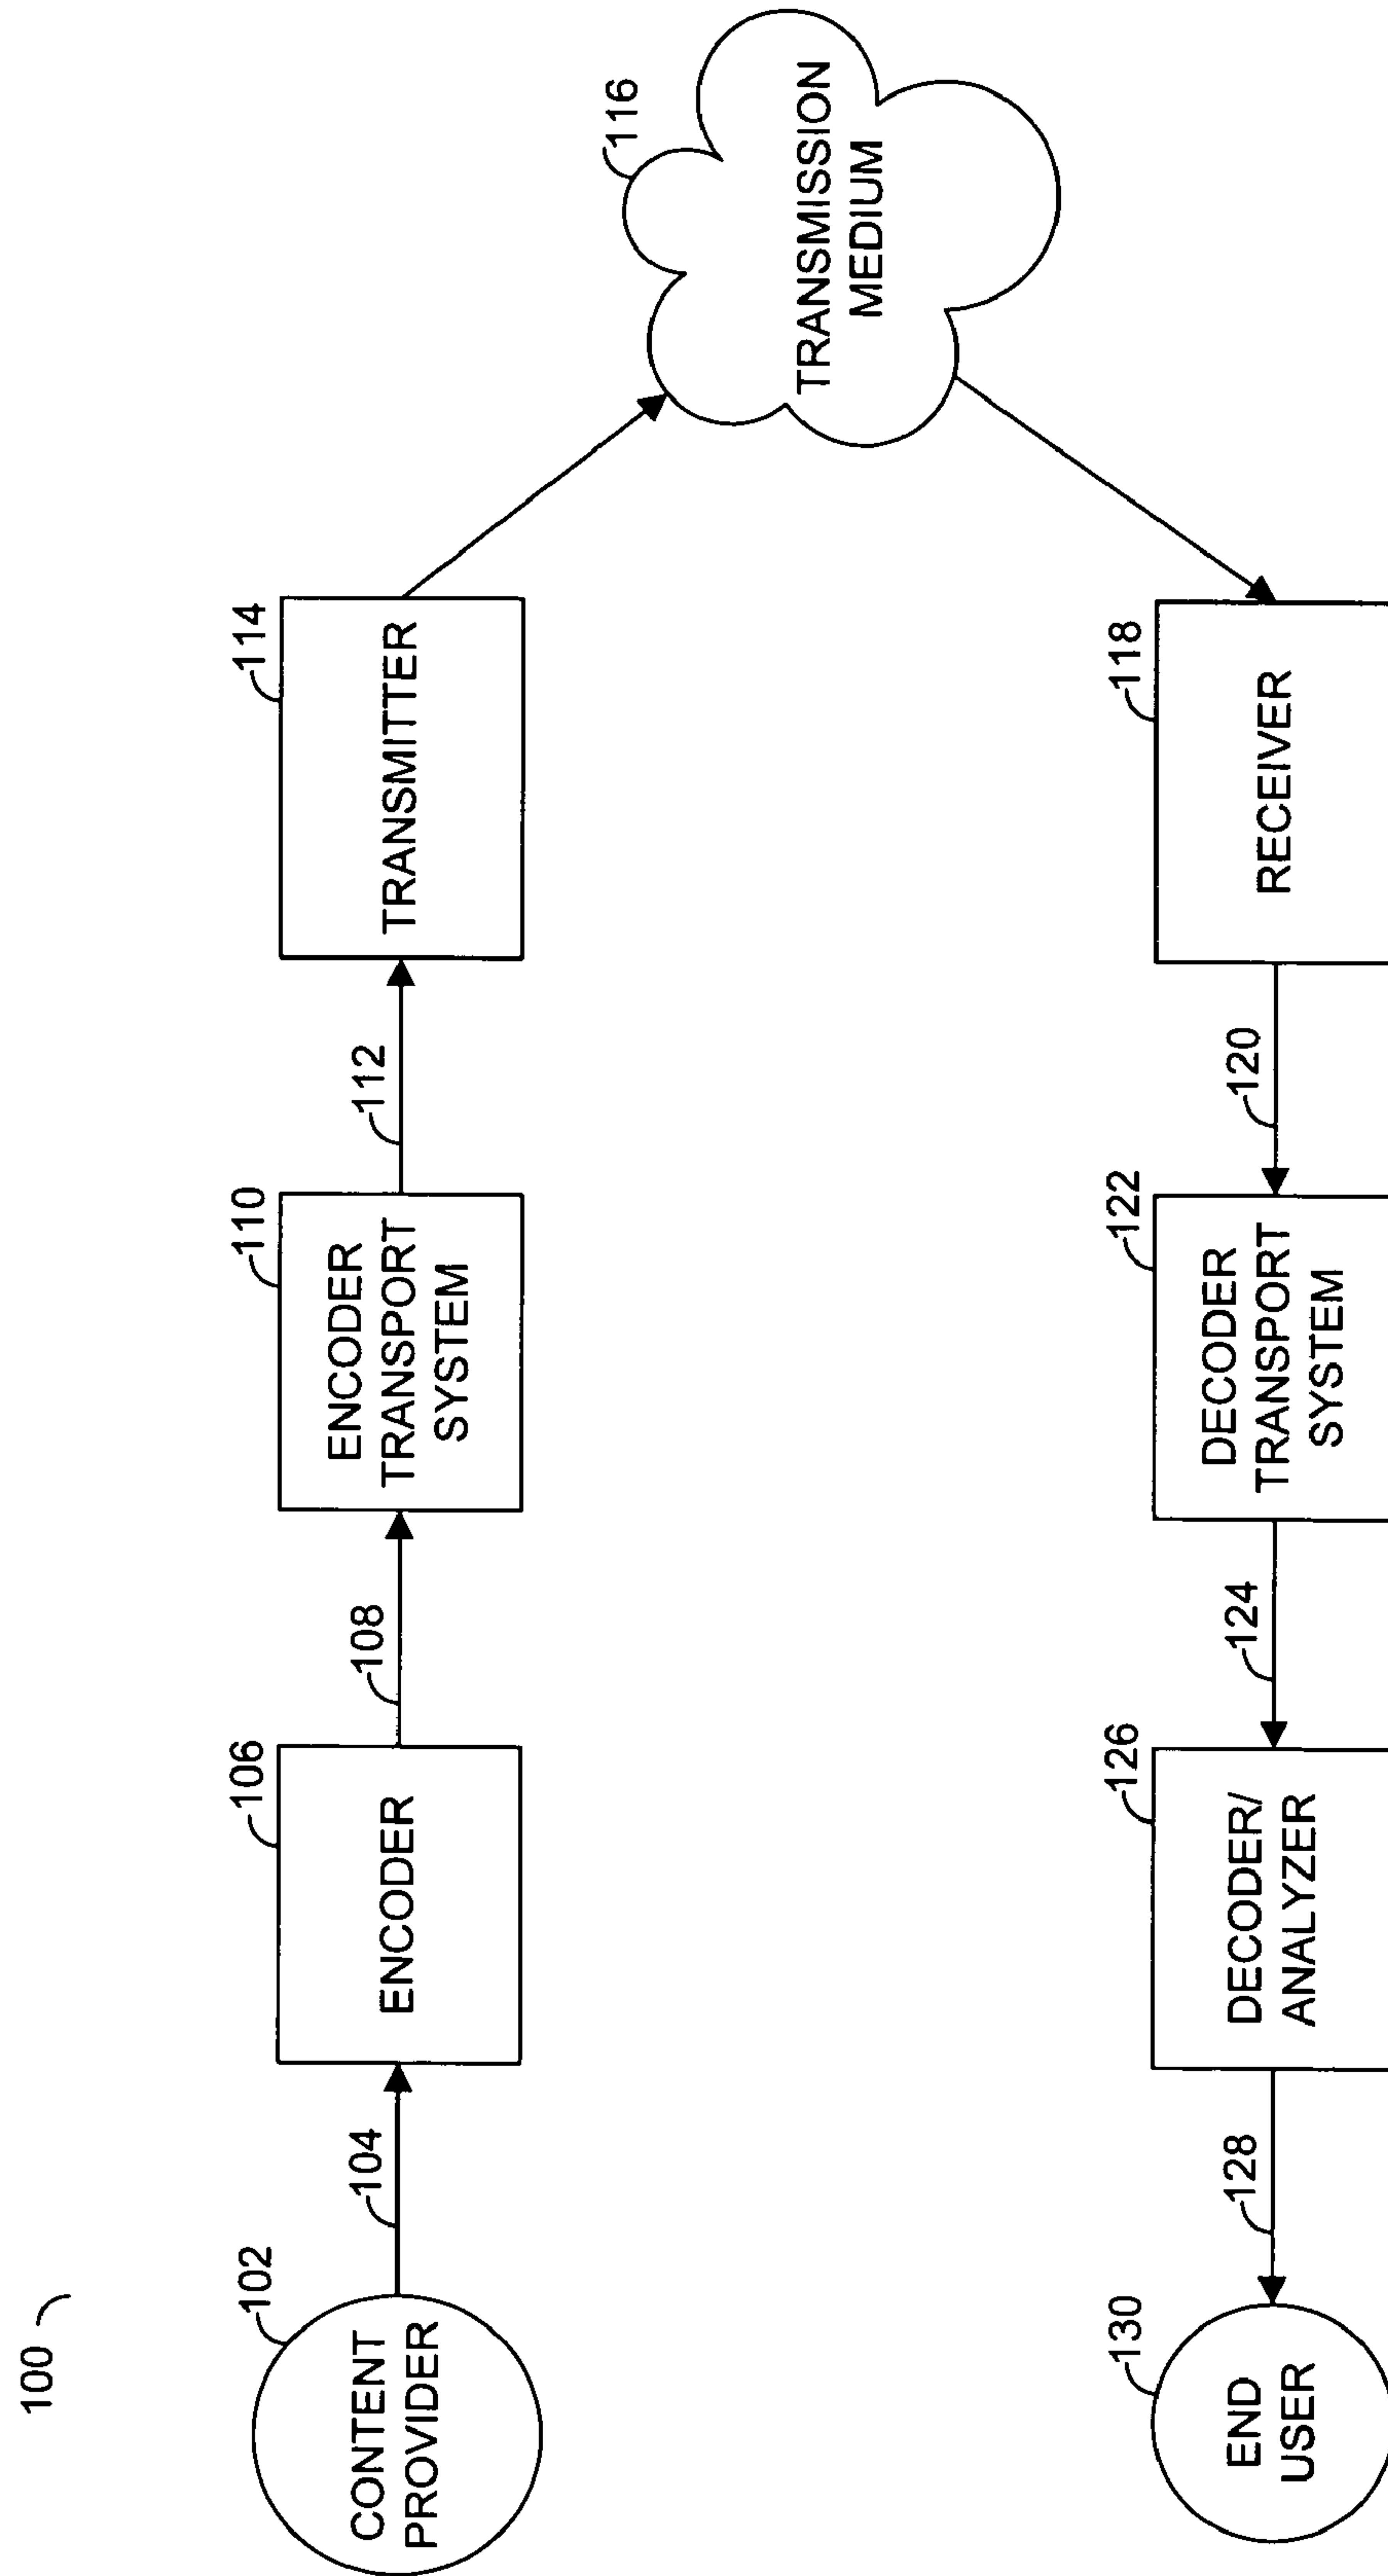 100
102
CONTENT
PROVIDER
104
106
ENCODER
108
110
ENCODER
TRANSPORT
SYSTEM
112
114
TRANSMITTER
116
TRANSMISSION
MEDIUM
118
RECEIVER
120
122
DECODER
TRANSPORT
SYSTEM
124
126
DECODER/
ANALYZER
128
130
END
USER